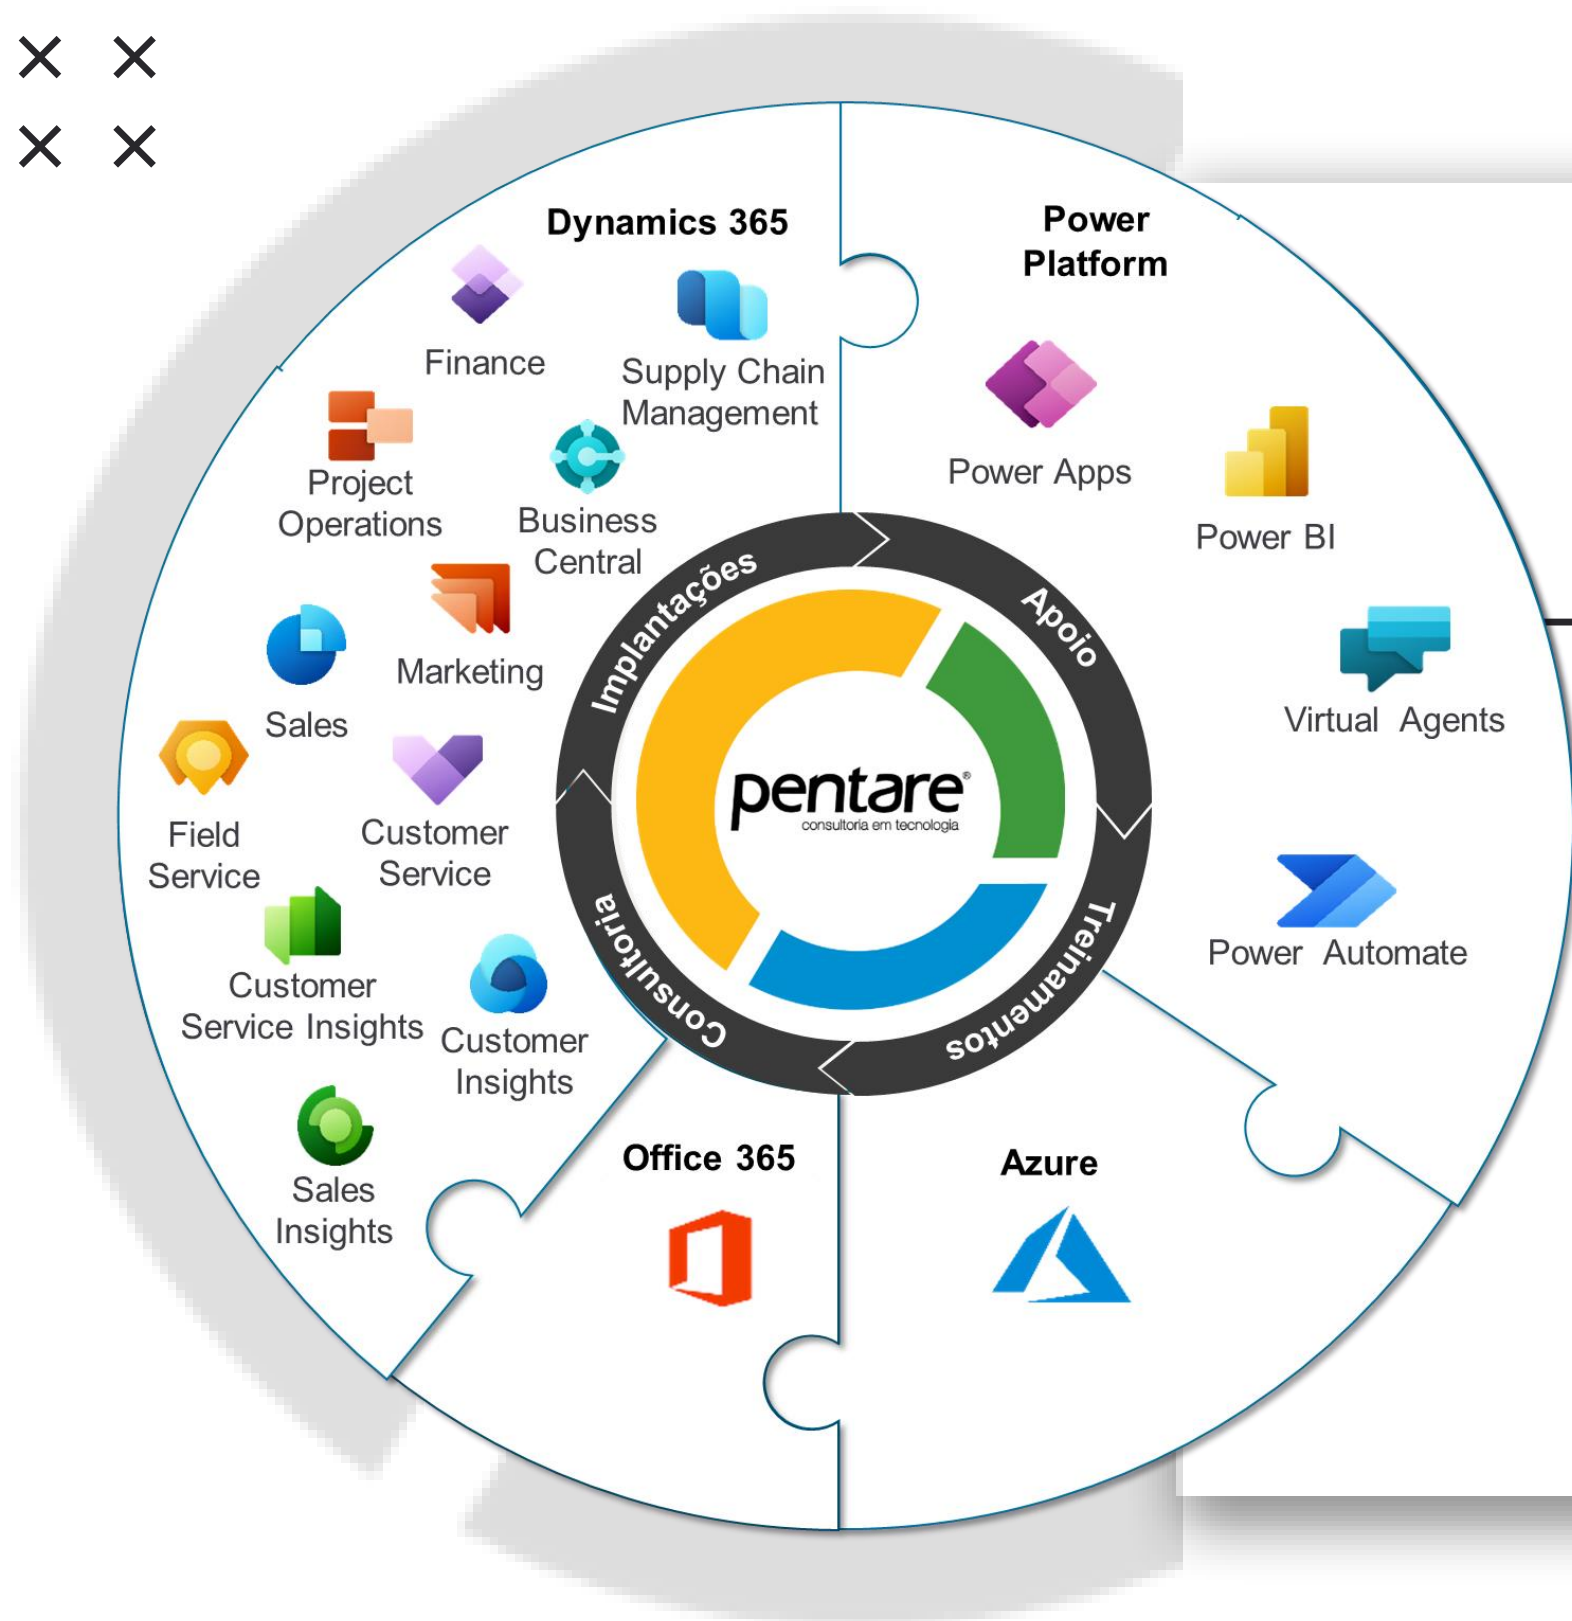 Dynamics 365
Finance
Supply Chain
Management
Project
Operations
Business
Central
Marketing
Sales
Field
Service
Customer
Service
Customer
Service Insights
Customer
Insights
Sales
Insights
Power
Platform
Power Apps
Power BI
Virtual Agents
Power Automate
Implantações
Apoio
Treinamentos
Consultoria
pentare®
consultoria em tecnologia
Office 365
Azure